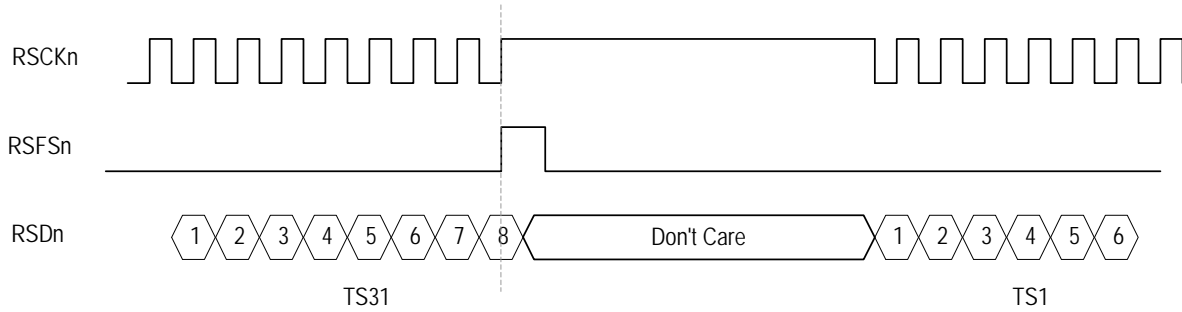 RSCKn
RSFSn
RSDn 1 2 3 4 5 6 7 8 Don't Care 1 2 3 4 5 6
TS31 TS1